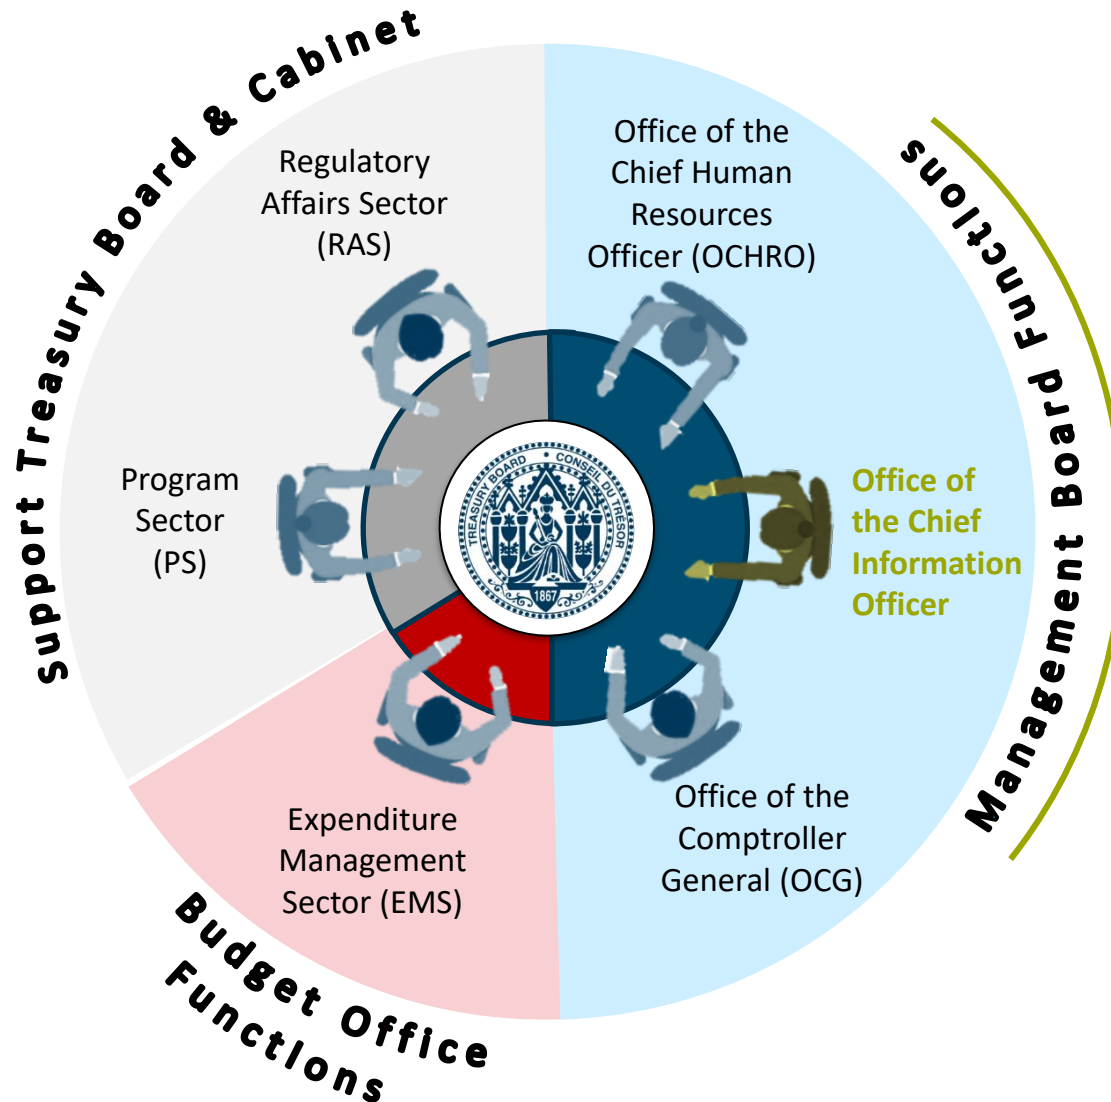 Support Treasury Board & Cabinet
Regulatory
Affairs Sector
(RAS)
Program
Sector
(PS)
Office of the
Chief Human
Resources
Officer (OCHRO)
Management Board Functions
Office of
the Chief
Information
Officer
TREASURY BOARD • CONSEIL DU TRÉSOR
1867
Office of the
Comptroller
General (OCG)
Expenditure
Management
Sector (EMS)
Budget Office
Functions